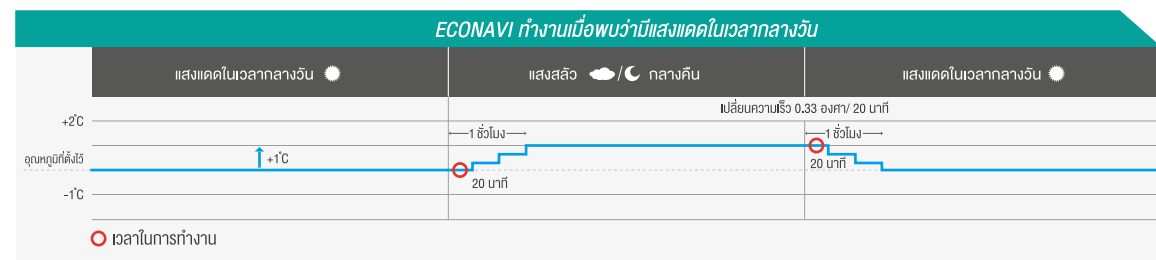 ECONAVI ทำงานเมื่อพบว่ามีแสงแดดในเวลากลางวัน
แสงแดดในเวลากลางวัน
แสงสลัว / กลางคืน
แสงแดดในเวลากลางวัน
เปลี่ยนความเร็ว 0.33 องศา/ 20 นาที
+2°C
1 ชั่วโมง
1 ชั่วโมง
อุณหภูมิที่ตั้งไว้
+1°C
20 นาที
20 นาที
-1°C
เวลาในการทำงาน